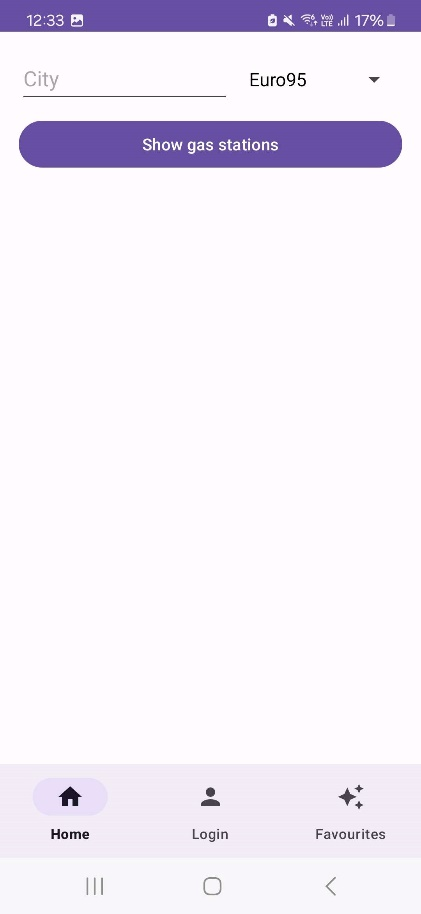 12:33 17%
City Euro95
Show gas stations
Home Login Favourites